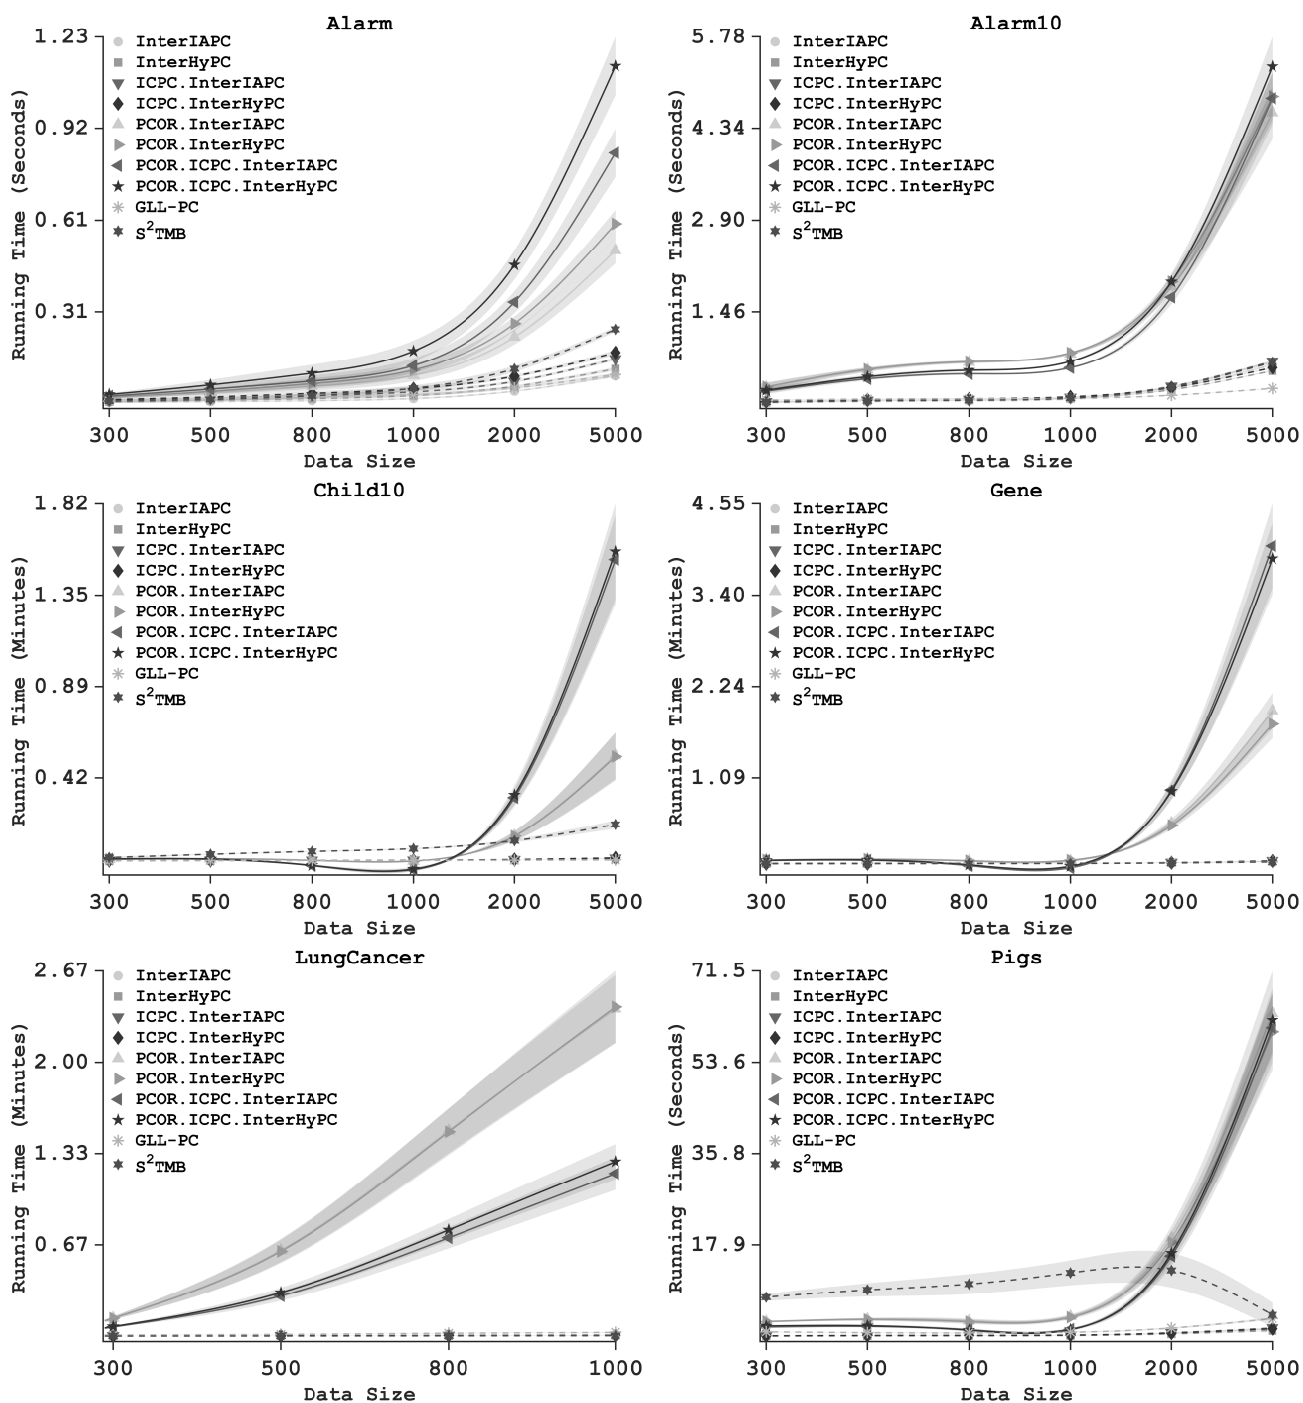 Alarm
1.23
0.92
0.61
0.31
Running Time (Seconds)
InterIAPC
InterHyPC
ICPC.InterIAPC
ICPC.InterHyPC
PCOR.InterIAPC
PCOR.InterHyPC
PCOR.ICPC.InterIAPC
PCOR.ICPC.InterHyPC
GLL-PC
S²TMB
300 500 800 1000 2000 5000
Data Size
Alarm10
5.78
4.34
2.90
1.46
Running Time (Seconds)
InterIAPC
InterHyPC
ICPC.InterIAPC
ICPC.InterHyPC
PCOR.InterIAPC
PCOR.InterHyPC
PCOR.ICPC.InterIAPC
PCOR.ICPC.InterHyPC
GLL-PC
S²TMB
300 500 800 1000 2000 5000
Data Size
Child10
1.82
1.35
0.89
0.42
Running Time (Minutes)
InterIAPC
InterHyPC
ICPC.InterIAPC
ICPC.InterHyPC
PCOR.InterIAPC
PCOR.InterHyPC
PCOR.ICPC.InterIAPC
PCOR.ICPC.InterHyPC
GLL-PC
S²TMB
300 500 800 1000 2000 5000
Data Size
Gene
4.55
3.40
2.24
1.09
Running Time (Minutes)
InterIAPC
InterHyPC
ICPC.InterIAPC
ICPC.InterHyPC
PCOR.InterIAPC
PCOR.InterHyPC
PCOR.ICPC.InterIAPC
PCOR.ICPC.InterHyPC
GLL-PC
S²TMB
300 500 800 1000 2000 5000
Data Size
LungCancer
2.67
2.00
1.33
0.67
Running Time (Minutes)
InterIAPC
InterHyPC
ICPC.InterIAPC
ICPC.InterHyPC
PCOR.InterIAPC
PCOR.InterHyPC
PCOR.ICPC.InterIAPC
PCOR.ICPC.InterHyPC
GLL-PC
S²TMB
300 500 800 1000
Data Size
Pigs
71.5
53.6
35.8
17.9
Running Time (Seconds)
InterIAPC
InterHyPC
ICPC.InterIAPC
ICPC.InterHyPC
PCOR.InterIAPC
PCOR.InterHyPC
PCOR.ICPC.InterIAPC
PCOR.ICPC.InterHyPC
GLL-PC
S²TMB
300 500 800 1000 2000 5000
Data Size